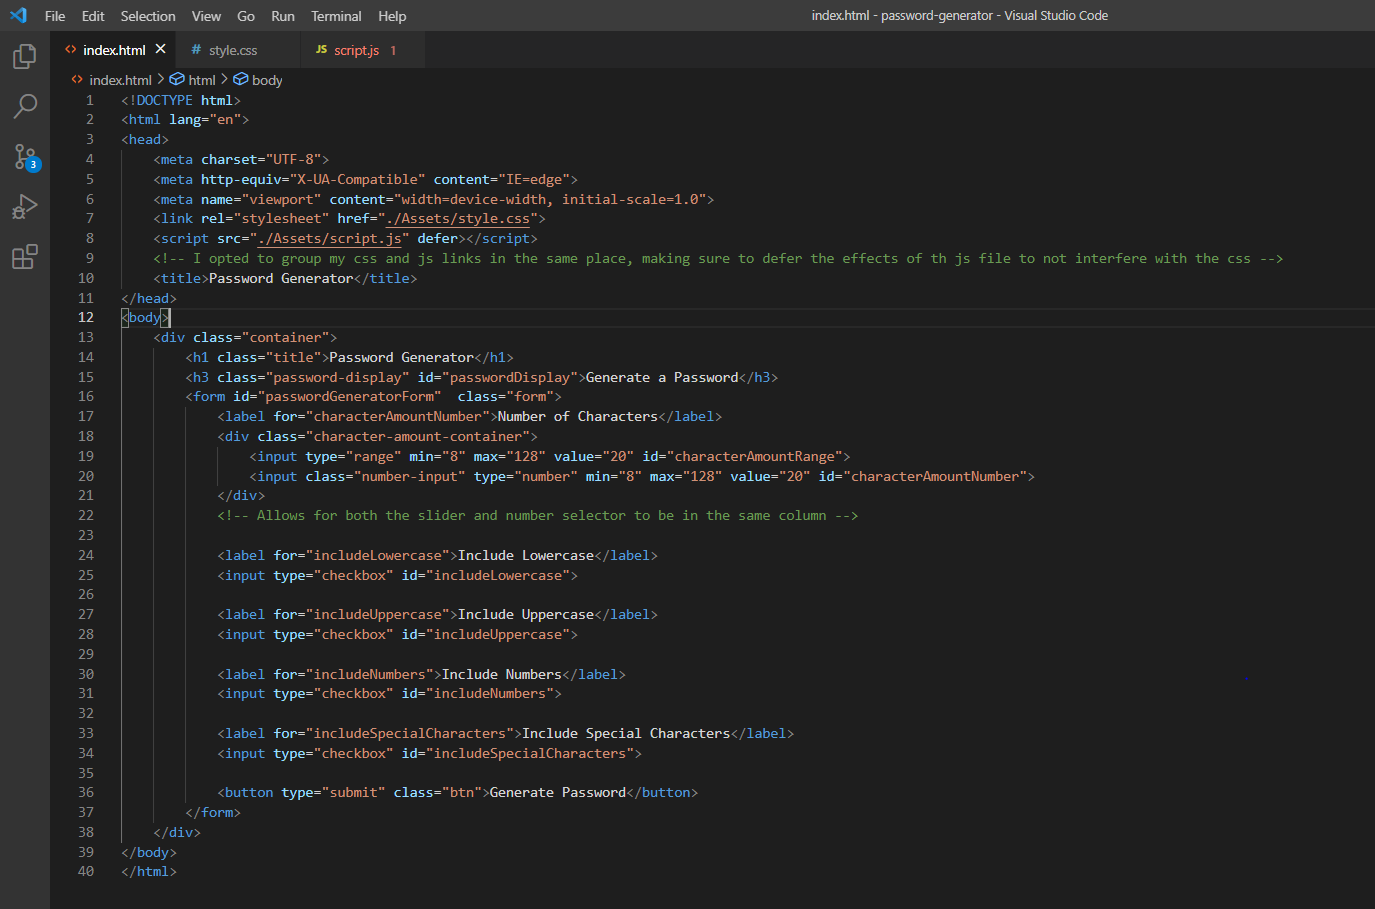 File Edit Selection View Go Run Terminal Help
index.html - password-generator - Visual Studio Code
<> index.html × # style.css JS script.js 1
<> index.html > html > body
1 <!DOCTYPE html>
2 <html lang="en">
3 <head>
4 <meta charset="UTF-8">
5 <meta http-equiv="X-UA-Compatible" content="IE=edge">
6 <meta name="viewport" content="width=device-width, initial-scale=1.0">
7 <link rel="stylesheet" href="./Assets/style.css">
8 <script src="./Assets/script.js" defer></script>
9 <!-- I opted to group my css and js links in the same place, making sure to defer the effects of th js file to not interfere with the css -->
10 <title>Password Generator</title>
11 </head>
12 <body>
13 <div class="container">
14 <h1 class="title">Password Generator</h1>
15 <h3 class="password-display" id="passwordDisplay">Generate a Password</h3>
16 <form id="passwordGeneratorForm"  class="form">
17 <label for="characterAmountNumber">Number of Characters</label>
18 <div class="character-amount-container">
19 <input type="range" min="8" max="128" value="20" id="characterAmountRange">
20 <input class="number-input" type="number" min="8" max="128" value="20" id="characterAmountNumber">
21 </div>
22 <!-- Allows for both the slider and number selector to be in the same column -->
23
24 <label for="includeLowercase">Include Lowercase</label>
25 <input type="checkbox" id="includeLowercase">
26
27 <label for="includeUppercase">Include Uppercase</label>
28 <input type="checkbox" id="includeUppercase">
29
30 <label for="includeNumbers">Include Numbers</label>
31 <input type="checkbox" id="includeNumbers">
32
33 <label for="includeSpecialCharacters">Include Special Characters</label>
34 <input type="checkbox" id="includeSpecialCharacters">
35
36 <button type="submit" class="btn">Generate Password</button>
37 </form>
38 </div>
39 </body>
40 </html>
3